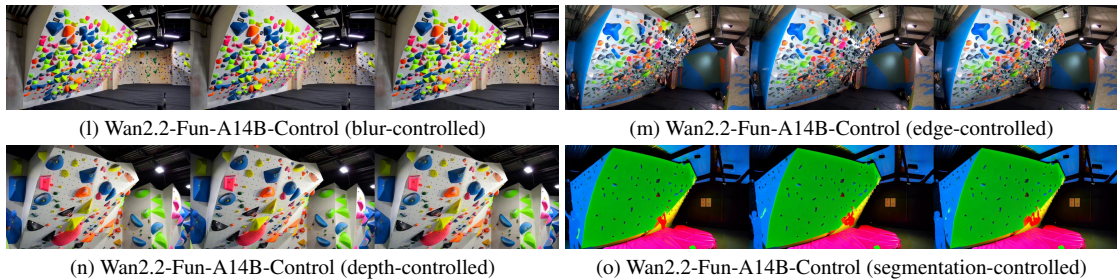 (l) Wan2.2-Fun-A14B-Control (blur-controlled)
(m) Wan2.2-Fun-A14B-Control (edge-controlled)
(n) Wan2.2-Fun-A14B-Control (depth-controlled)
(o) Wan2.2-Fun-A14B-Control (segmentation-controlled)